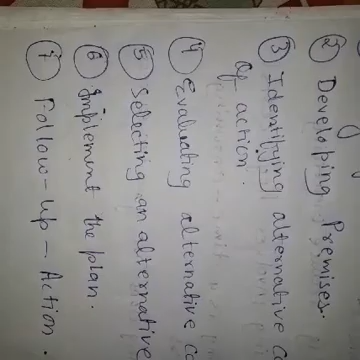 ② Developing Premises.
③ Identifying alternative c
of action.
④ Evaluating alternative co
⑤ Selecting an alternative
⑥ Implement the plan.
⑦ Follow-up - Action.